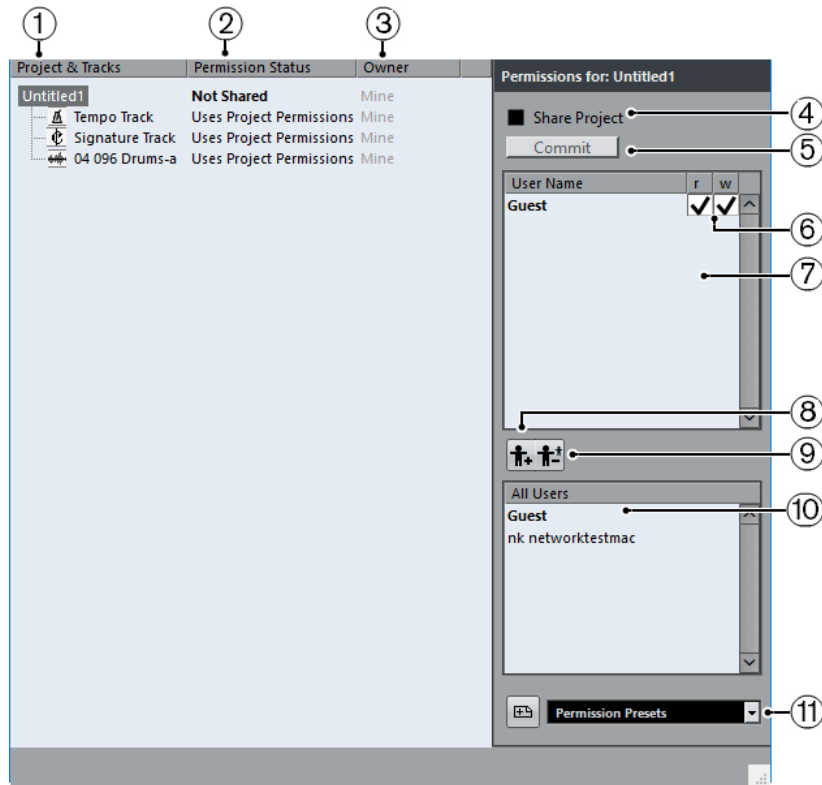 ① ② ③
Project & Tracks Permission Status Owner
Untitled1 Not Shared Mine
Tempo Track Uses Project Permissions Mine
Signature Track Uses Project Permissions Mine
04 096 Drums-a Uses Project Permissions Mine
Permissions for: Untitled1
Share Project ④
Commit ⑤
User Name r w
Guest
⑥
⑦
⑧
⑨
All Users
Guest ⑩
nk networktestmac
Permission Presets ⑪